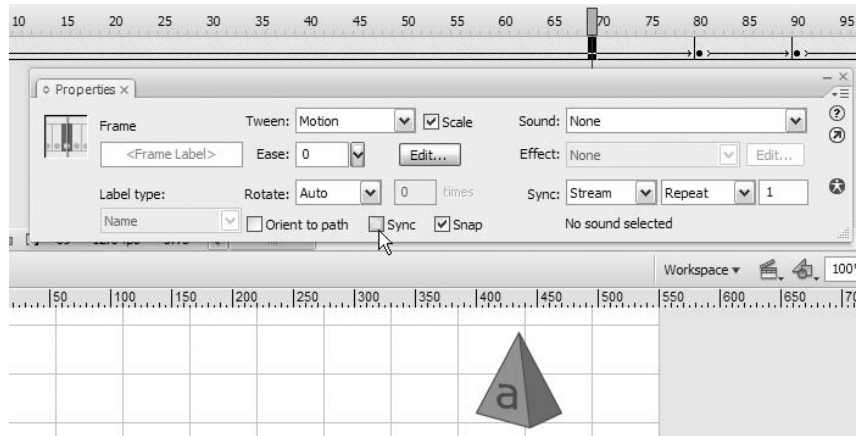 10 15 20 25 30 35 40 45 50 55 60 65 70 75 80 85 90 95
Properties ×
Frame
Tween: Motion Scale Sound: None
<Frame Label> Ease: 0 Edit... Effect: None Edit...
Label type: Rotate: Auto 0 times Sync: Stream Repeat 1
Name Orient to path Sync Snap No sound selected
Workspace 100%
50 100 150 200 250 300 350 400 450 500 550 600 650
a